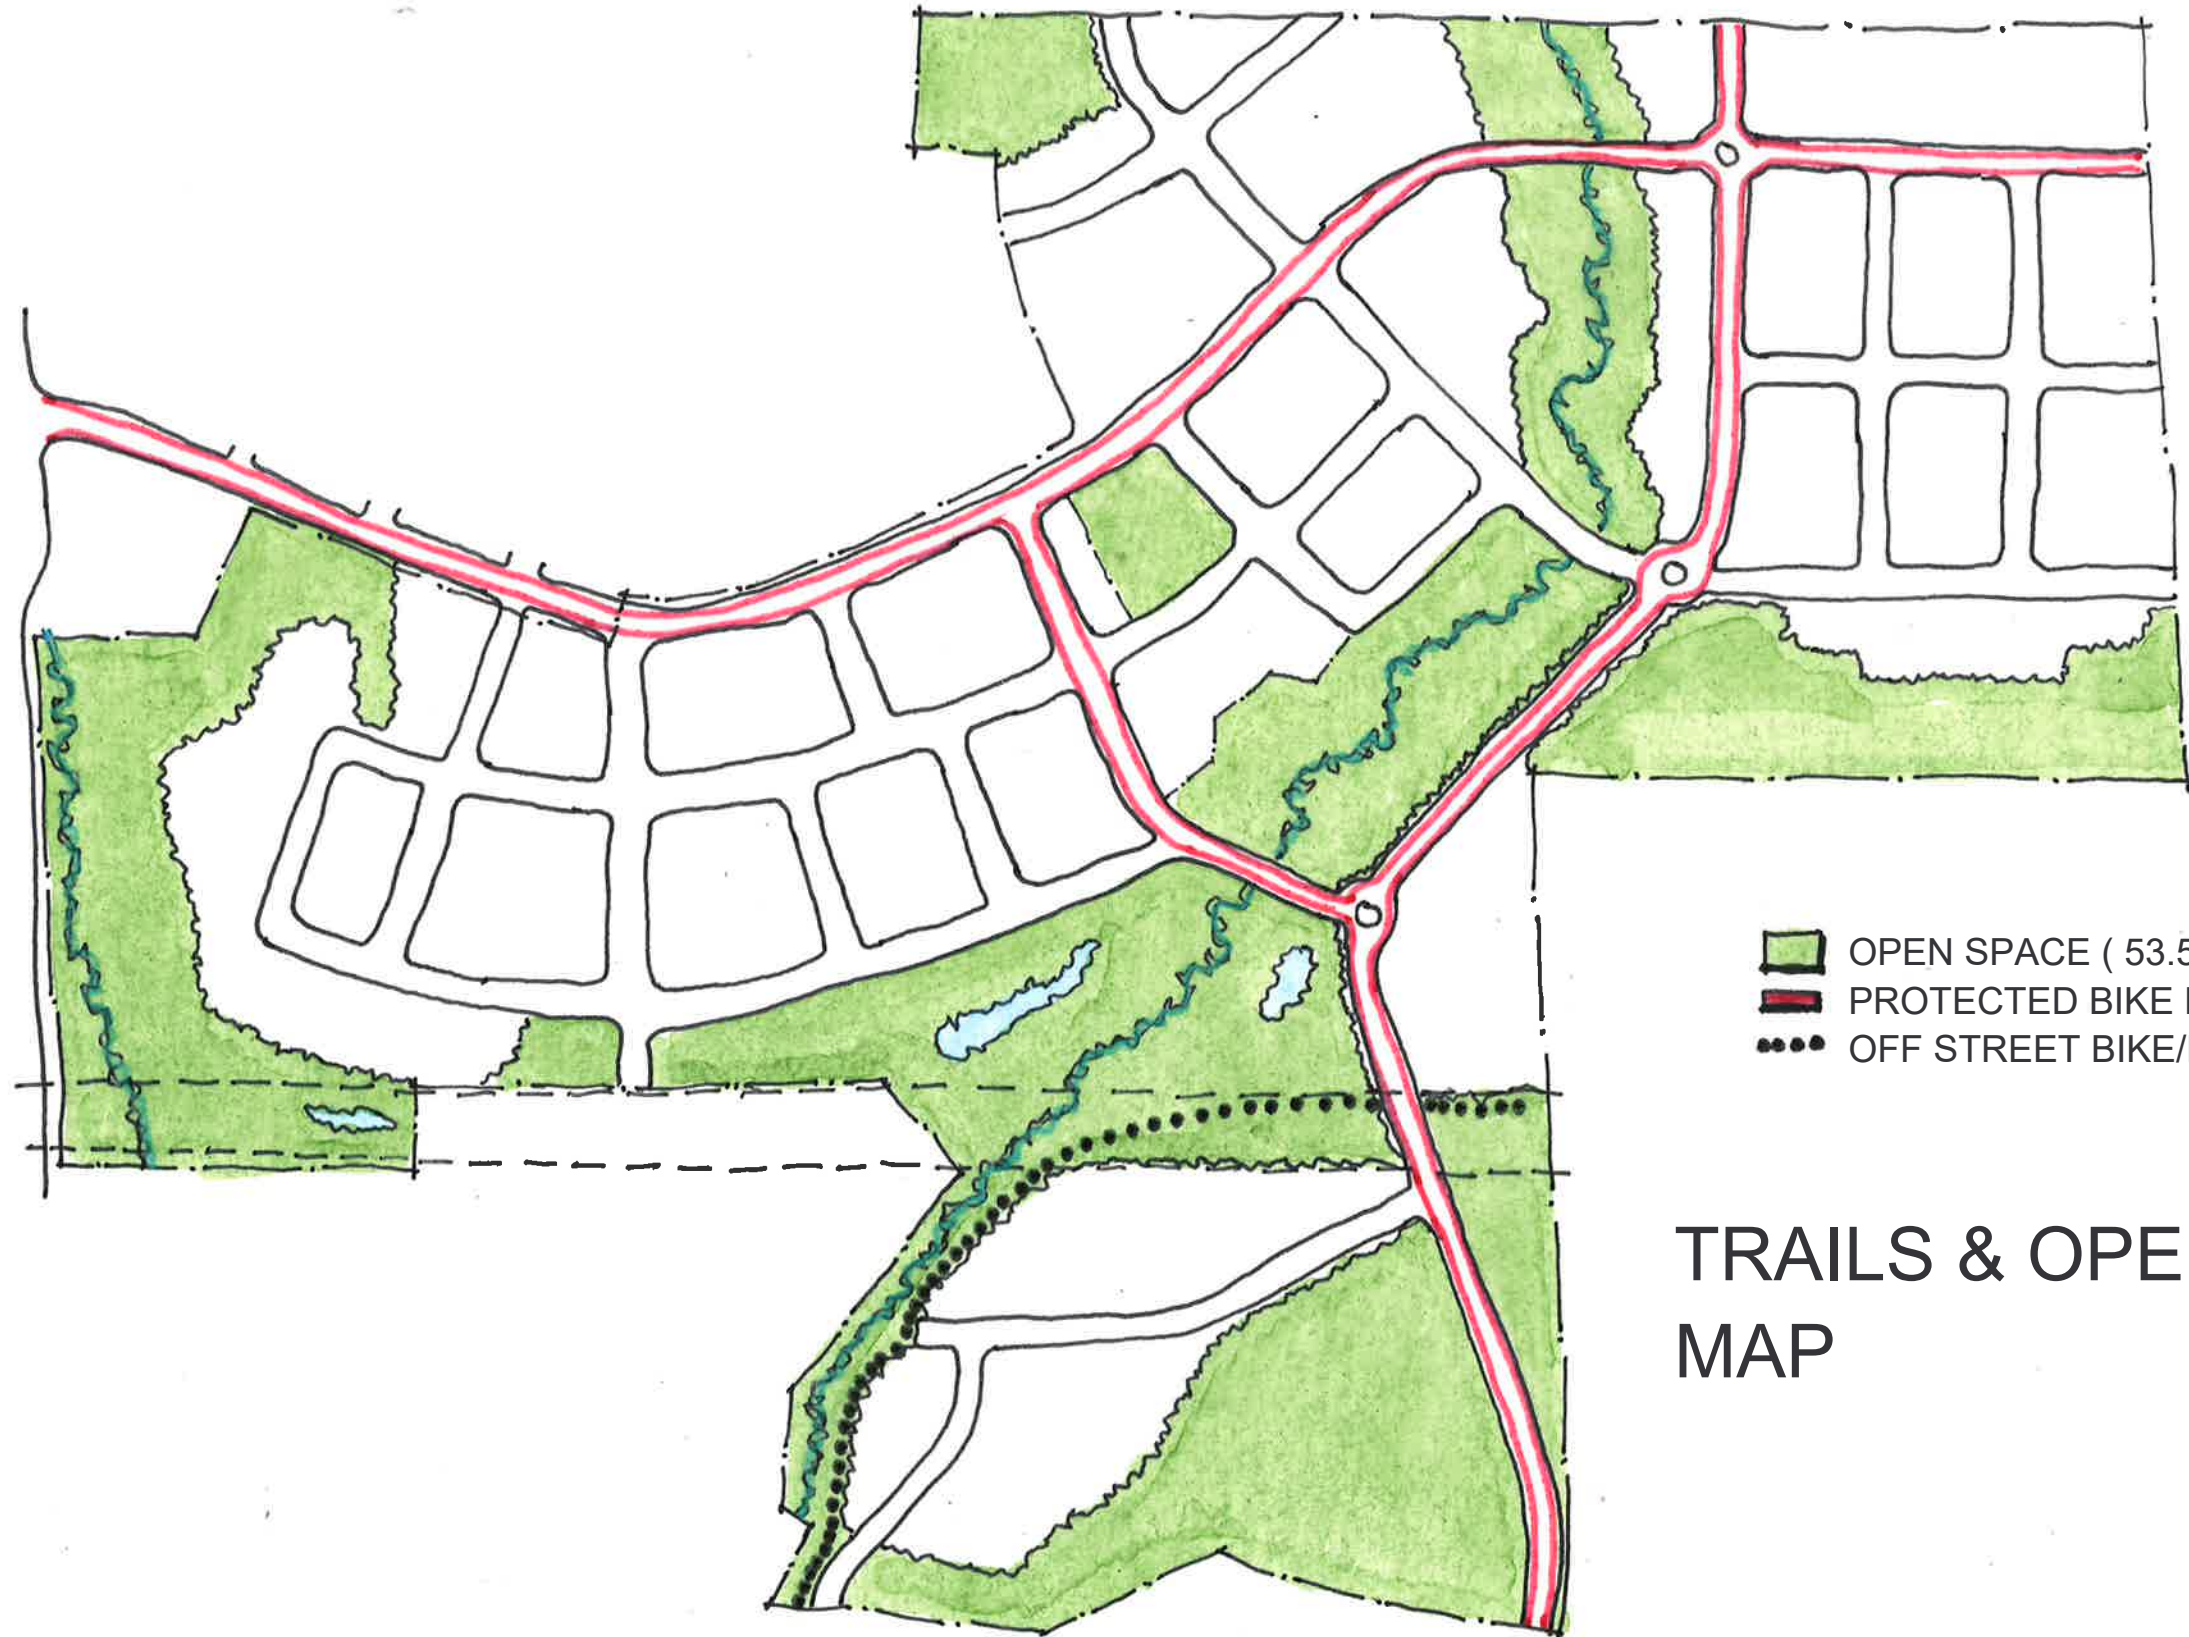 OPEN SPACE ( 53.5
PROTECTED BIKE
OFF STREET BIKE/
TRAILS & OPE
MAP